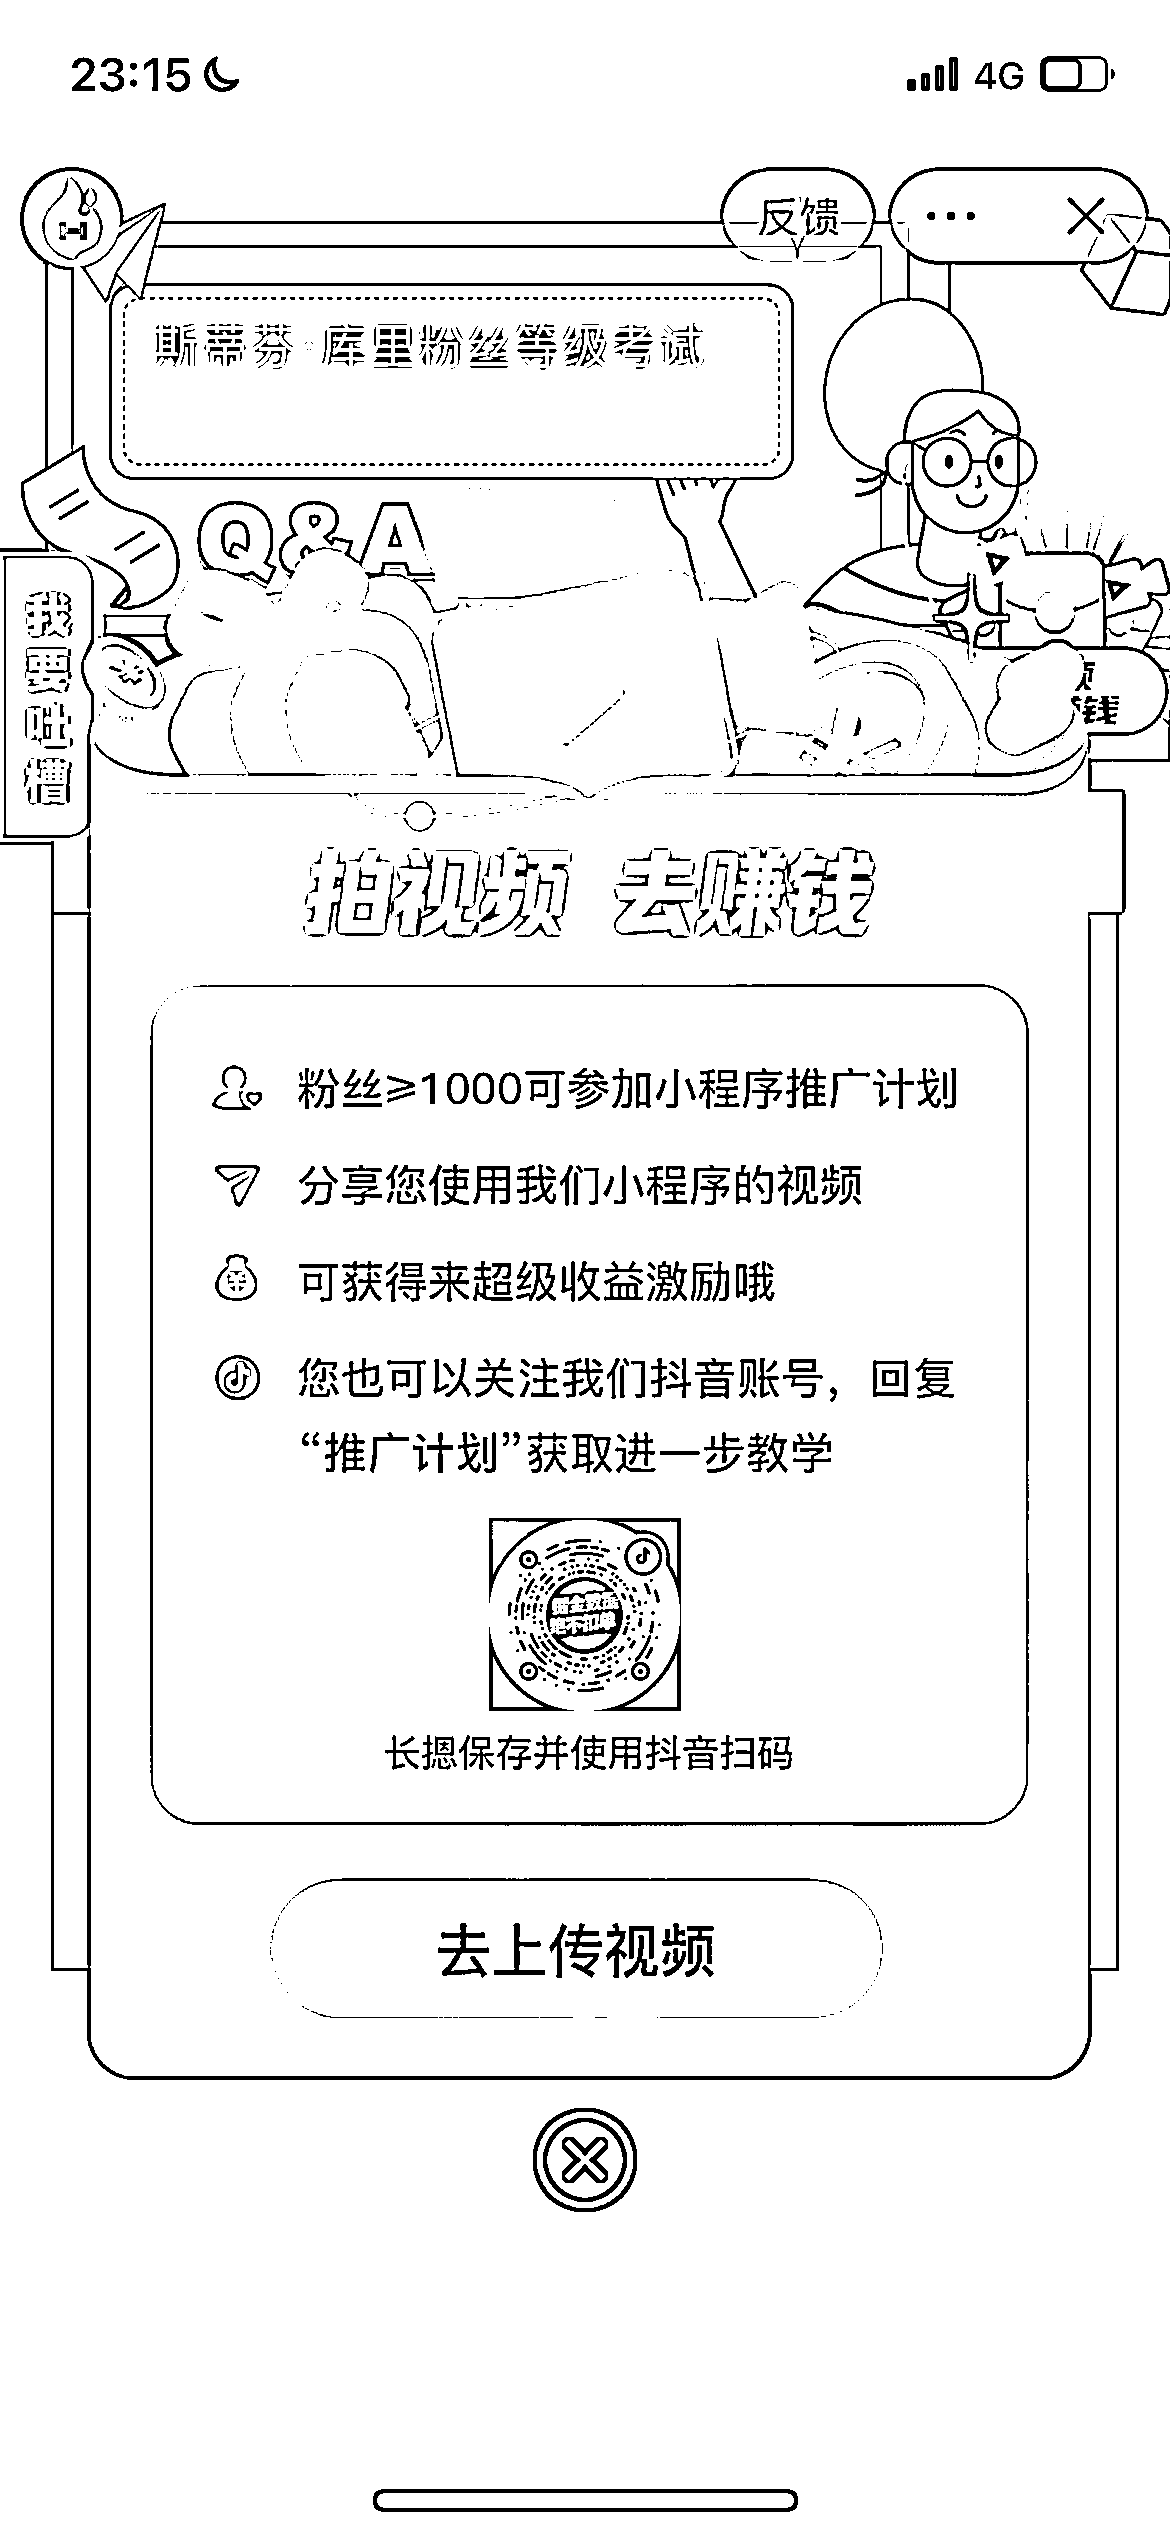 23:15
4G
反馈
斯蒂芬·库里粉丝等级考试
Q&A
我要吐槽
钱
拍视频 去赚钱
粉丝≥1000可参加小程序推广计划
分享您使用我们小程序的视频
可获得来超级收益激励哦
您也可以关注我们抖音账号，回复
“推广计划”获取进一步教学
长摁保存并使用抖音扫码
去上传视频